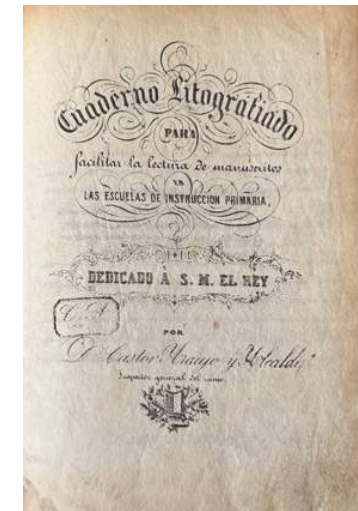 Cuaderno Litografiado
PARA
facilitar la lectura de manuscritos
EN
LAS ESCUELAS DE INSTRUCCION PRIMARIA,
DEDICADO Á S. M. EL REY
POR
D. Castor Araujo y Alcalde,
Inspector general del ramo.